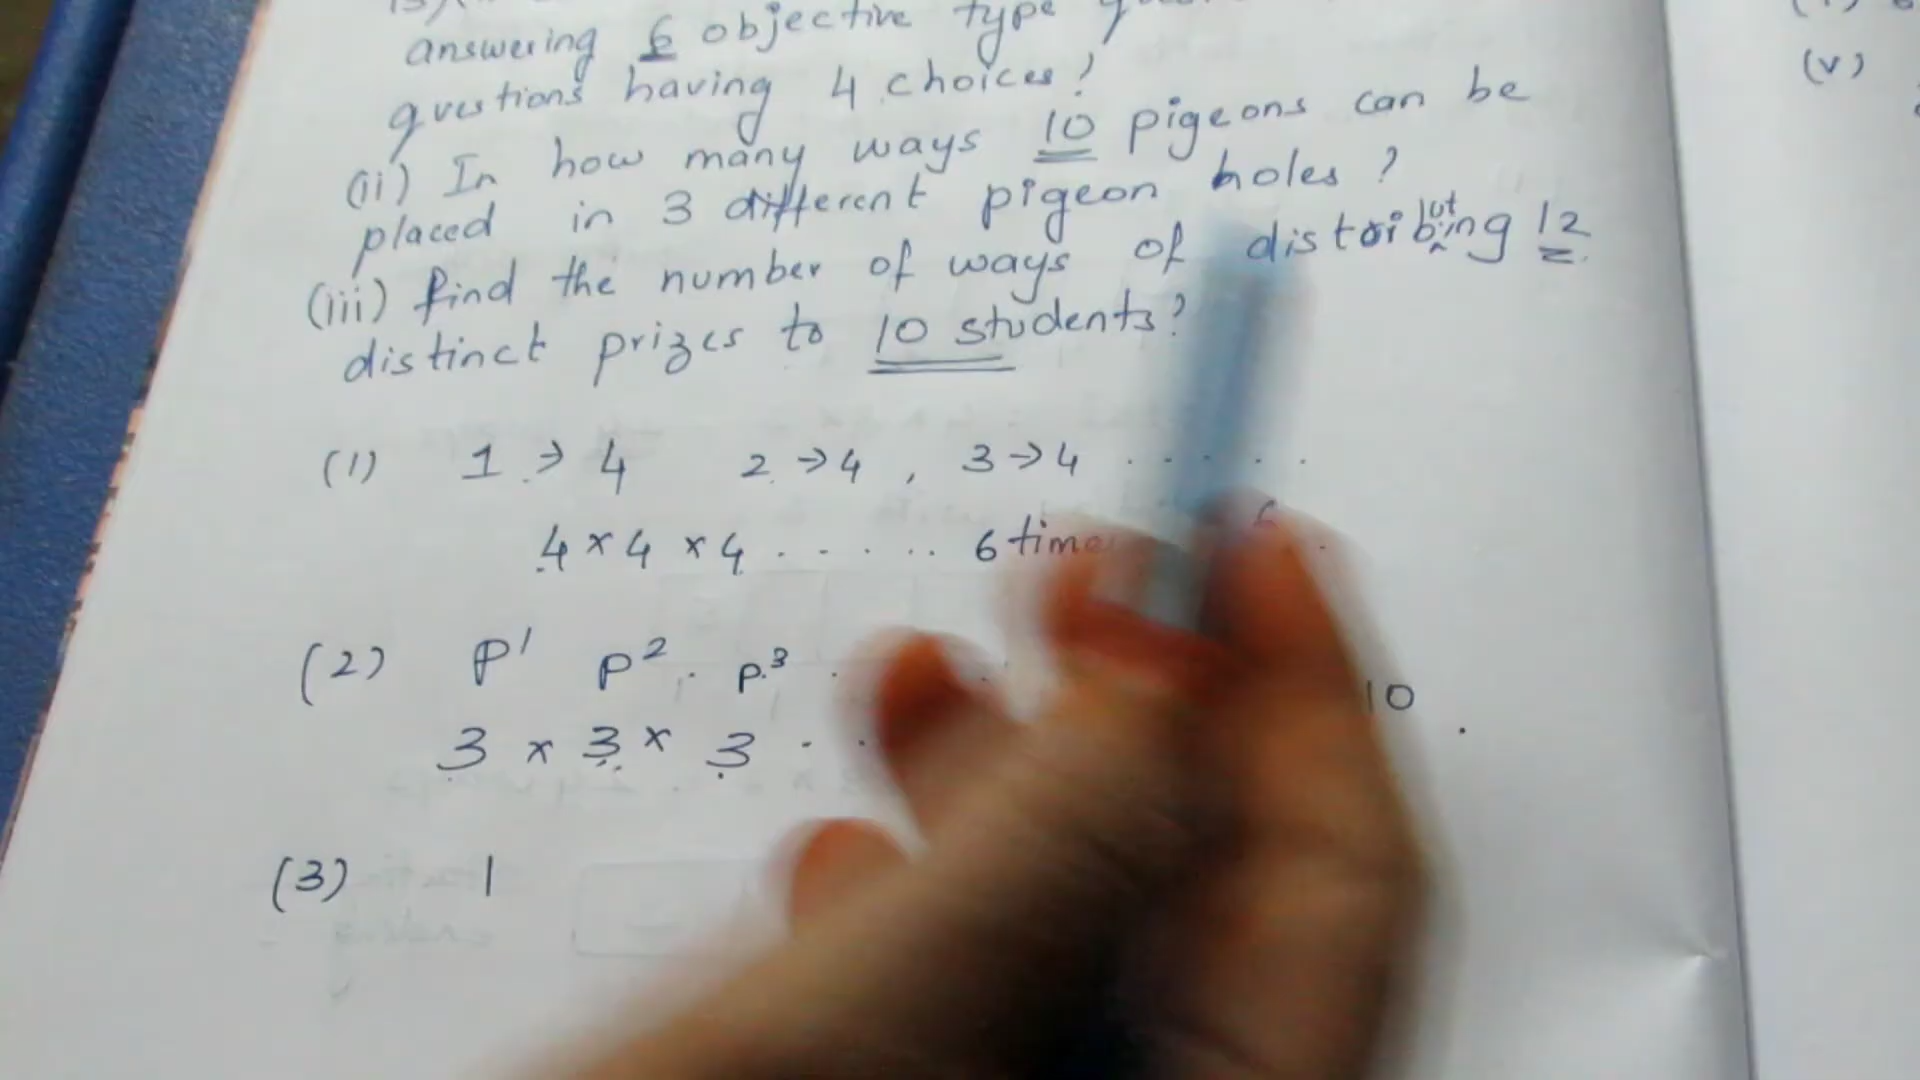 answering 6 objective type
questions having 4 choices?
(ii) In how many ways 10 pigeons can be
placed in 3 different pigeon holes?
(iii) find the number of ways of distributing 12
distinct prizes to 10 students?
(1) 1 → 4 2 → 4 , 3 → 4 . . . . .
4 × 4 × 4 . . . . . . 6 times 6
(2) P1 P2 . P3 .
3 × 3 × 3 . . 10 .
(3) 1
(v)